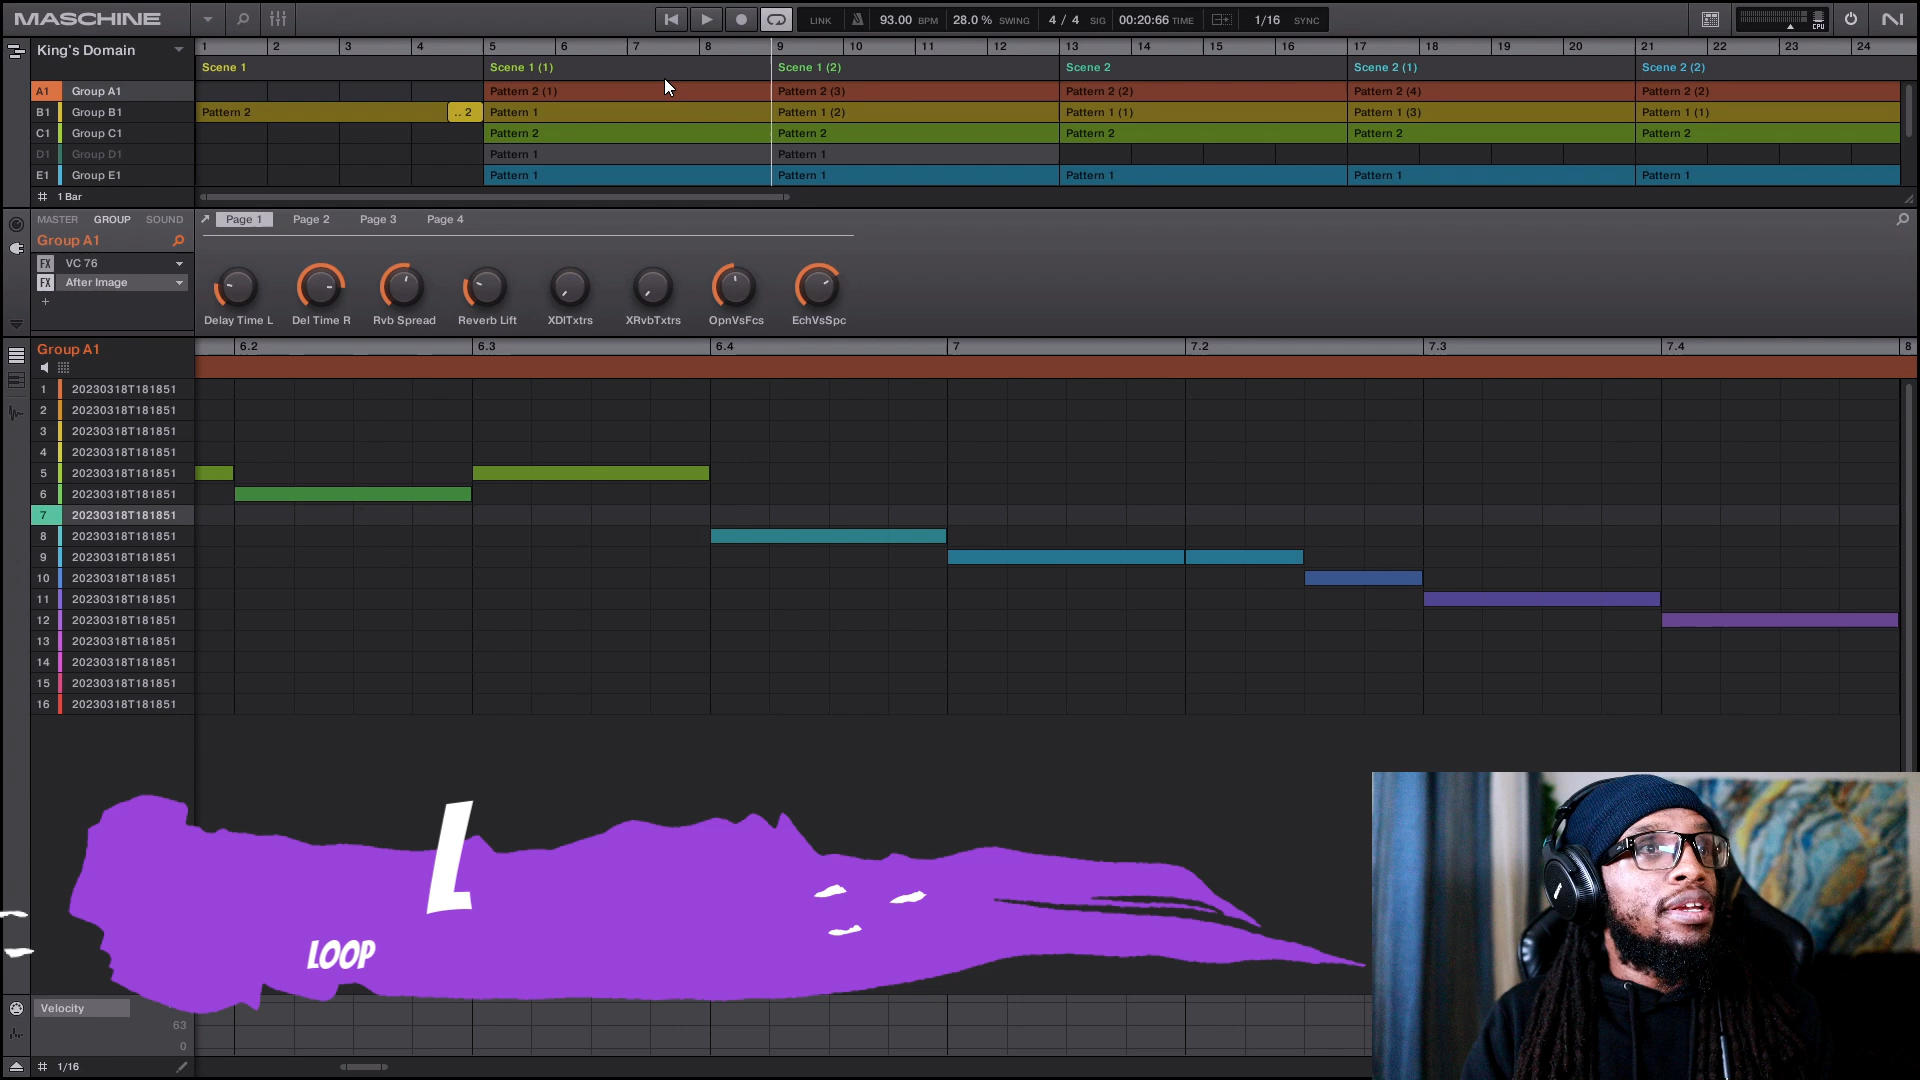 MASCHINE
LINK 93.00 BPM 28.0 % SWING 4 / 4 SIG 00:20:66 TIME 1/16 SYNC
CPU
King's Domain
1 2 3 4 5 6 7 8 9 10 11 12 13 14 15 16 17 18 19 20 21 22 23 24
Scene 1 Scene 1 (1) Scene 1 (2) Scene 2 Scene 2 (1) Scene 2 (2)
A1 Group A1 Pattern 2 (1) Pattern 2 (3) Pattern 2 (2) Pattern 2 (4) Pattern 2 (2)
B1 Group B1 Pattern 2 .. 2 Pattern 1 Pattern 1 (2) Pattern 1 (1) Pattern 1 (3) Pattern 1 (1)
C1 Group C1 Pattern 2 Pattern 2 Pattern 2 Pattern 2 Pattern 2
D1 Group D1 Pattern 1 Pattern 1
E1 Group E1 Pattern 1 Pattern 1 Pattern 1 Pattern 1 Pattern 1
1 Bar
MASTER GROUP SOUND Page 1 Page 2 Page 3 Page 4
Group A1
FX VC 76
FX After Image
+
Delay Time L Del Time R Rvb Spread Reverb Lift XDlTxtrs XRvbTxtrs OpnVsFcs EchVsSpc
Group A1 6.2 6.3 6.4 7 7.2 7.3 7.4 8
1 20230318T181851
2 20230318T181851
3 20230318T181851
4 20230318T181851
5 20230318T181851
6 20230318T181851
7 20230318T181851
8 20230318T181851
9 20230318T181851
10 20230318T181851
11 20230318T181851
12 20230318T181851
13 20230318T181851
14 20230318T181851
15 20230318T181851
16 20230318T181851
L
LOOP
Velocity
63
0
1/16